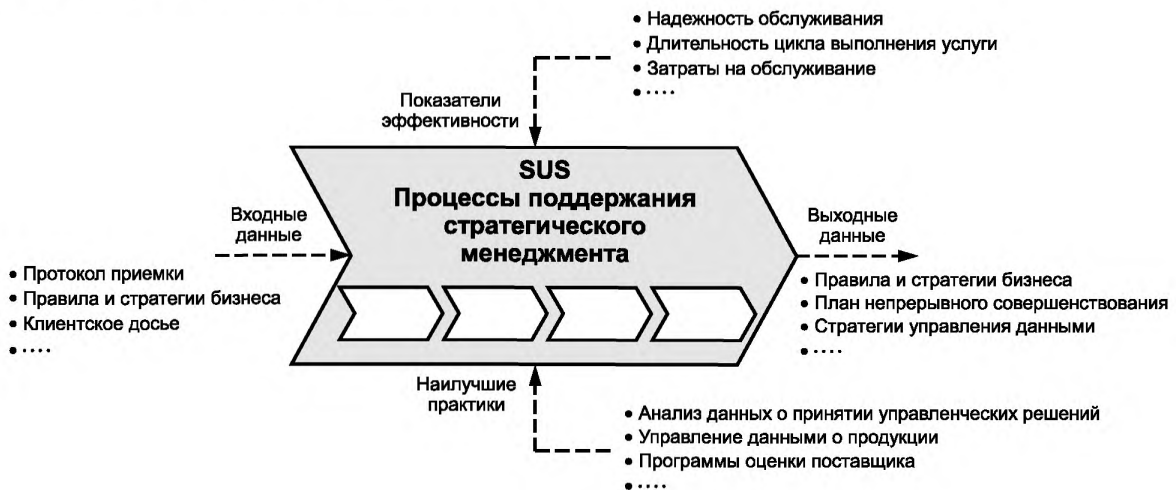 • Надежность обслуживания
• Длительность цикла выполнения услуги
• Затраты на обслуживание
• ····
Показатели
эффективности
SUS
Процессы поддержания
стратегического
менеджмента
Входные
данные
• Протокол приемки
• Правила и стратегии бизнеса
• Клиентское досье
• ····
Выходные
данные
• Правила и стратегии бизнеса
• План непрерывного совершенствования
• Стратегии управления данными
• ····
Наилучшие
практики
• Анализ данных о принятии управленческих решений
• Управление данными о продукции
• Программы оценки поставщика
• ····